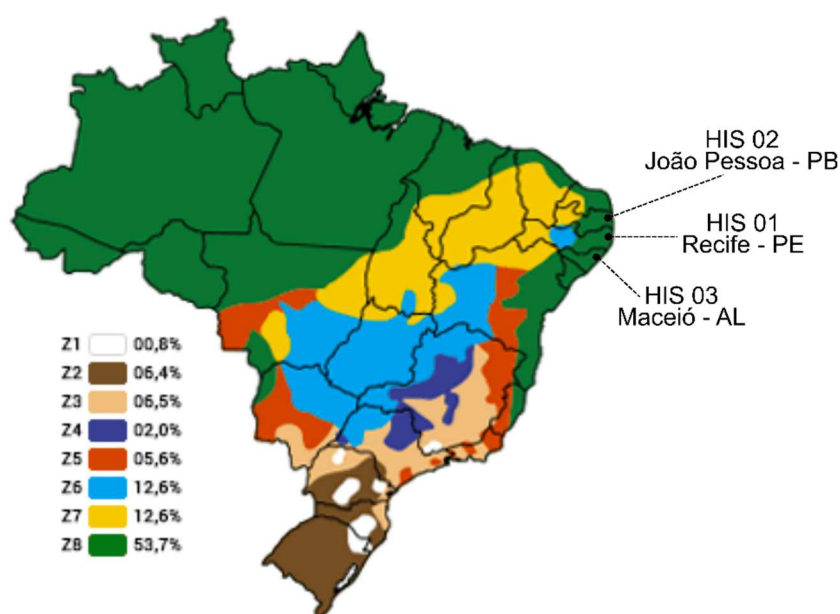 HIS 02
João Pessoa - PB
HIS 01
Recife - PE
HIS 03
Maceió - AL
Z1 00,8%
Z2 06,4%
Z3 06,5%
Z4 02,0%
Z5 05,6%
Z6 12,6%
Z7 12,6%
Z8 53,7%